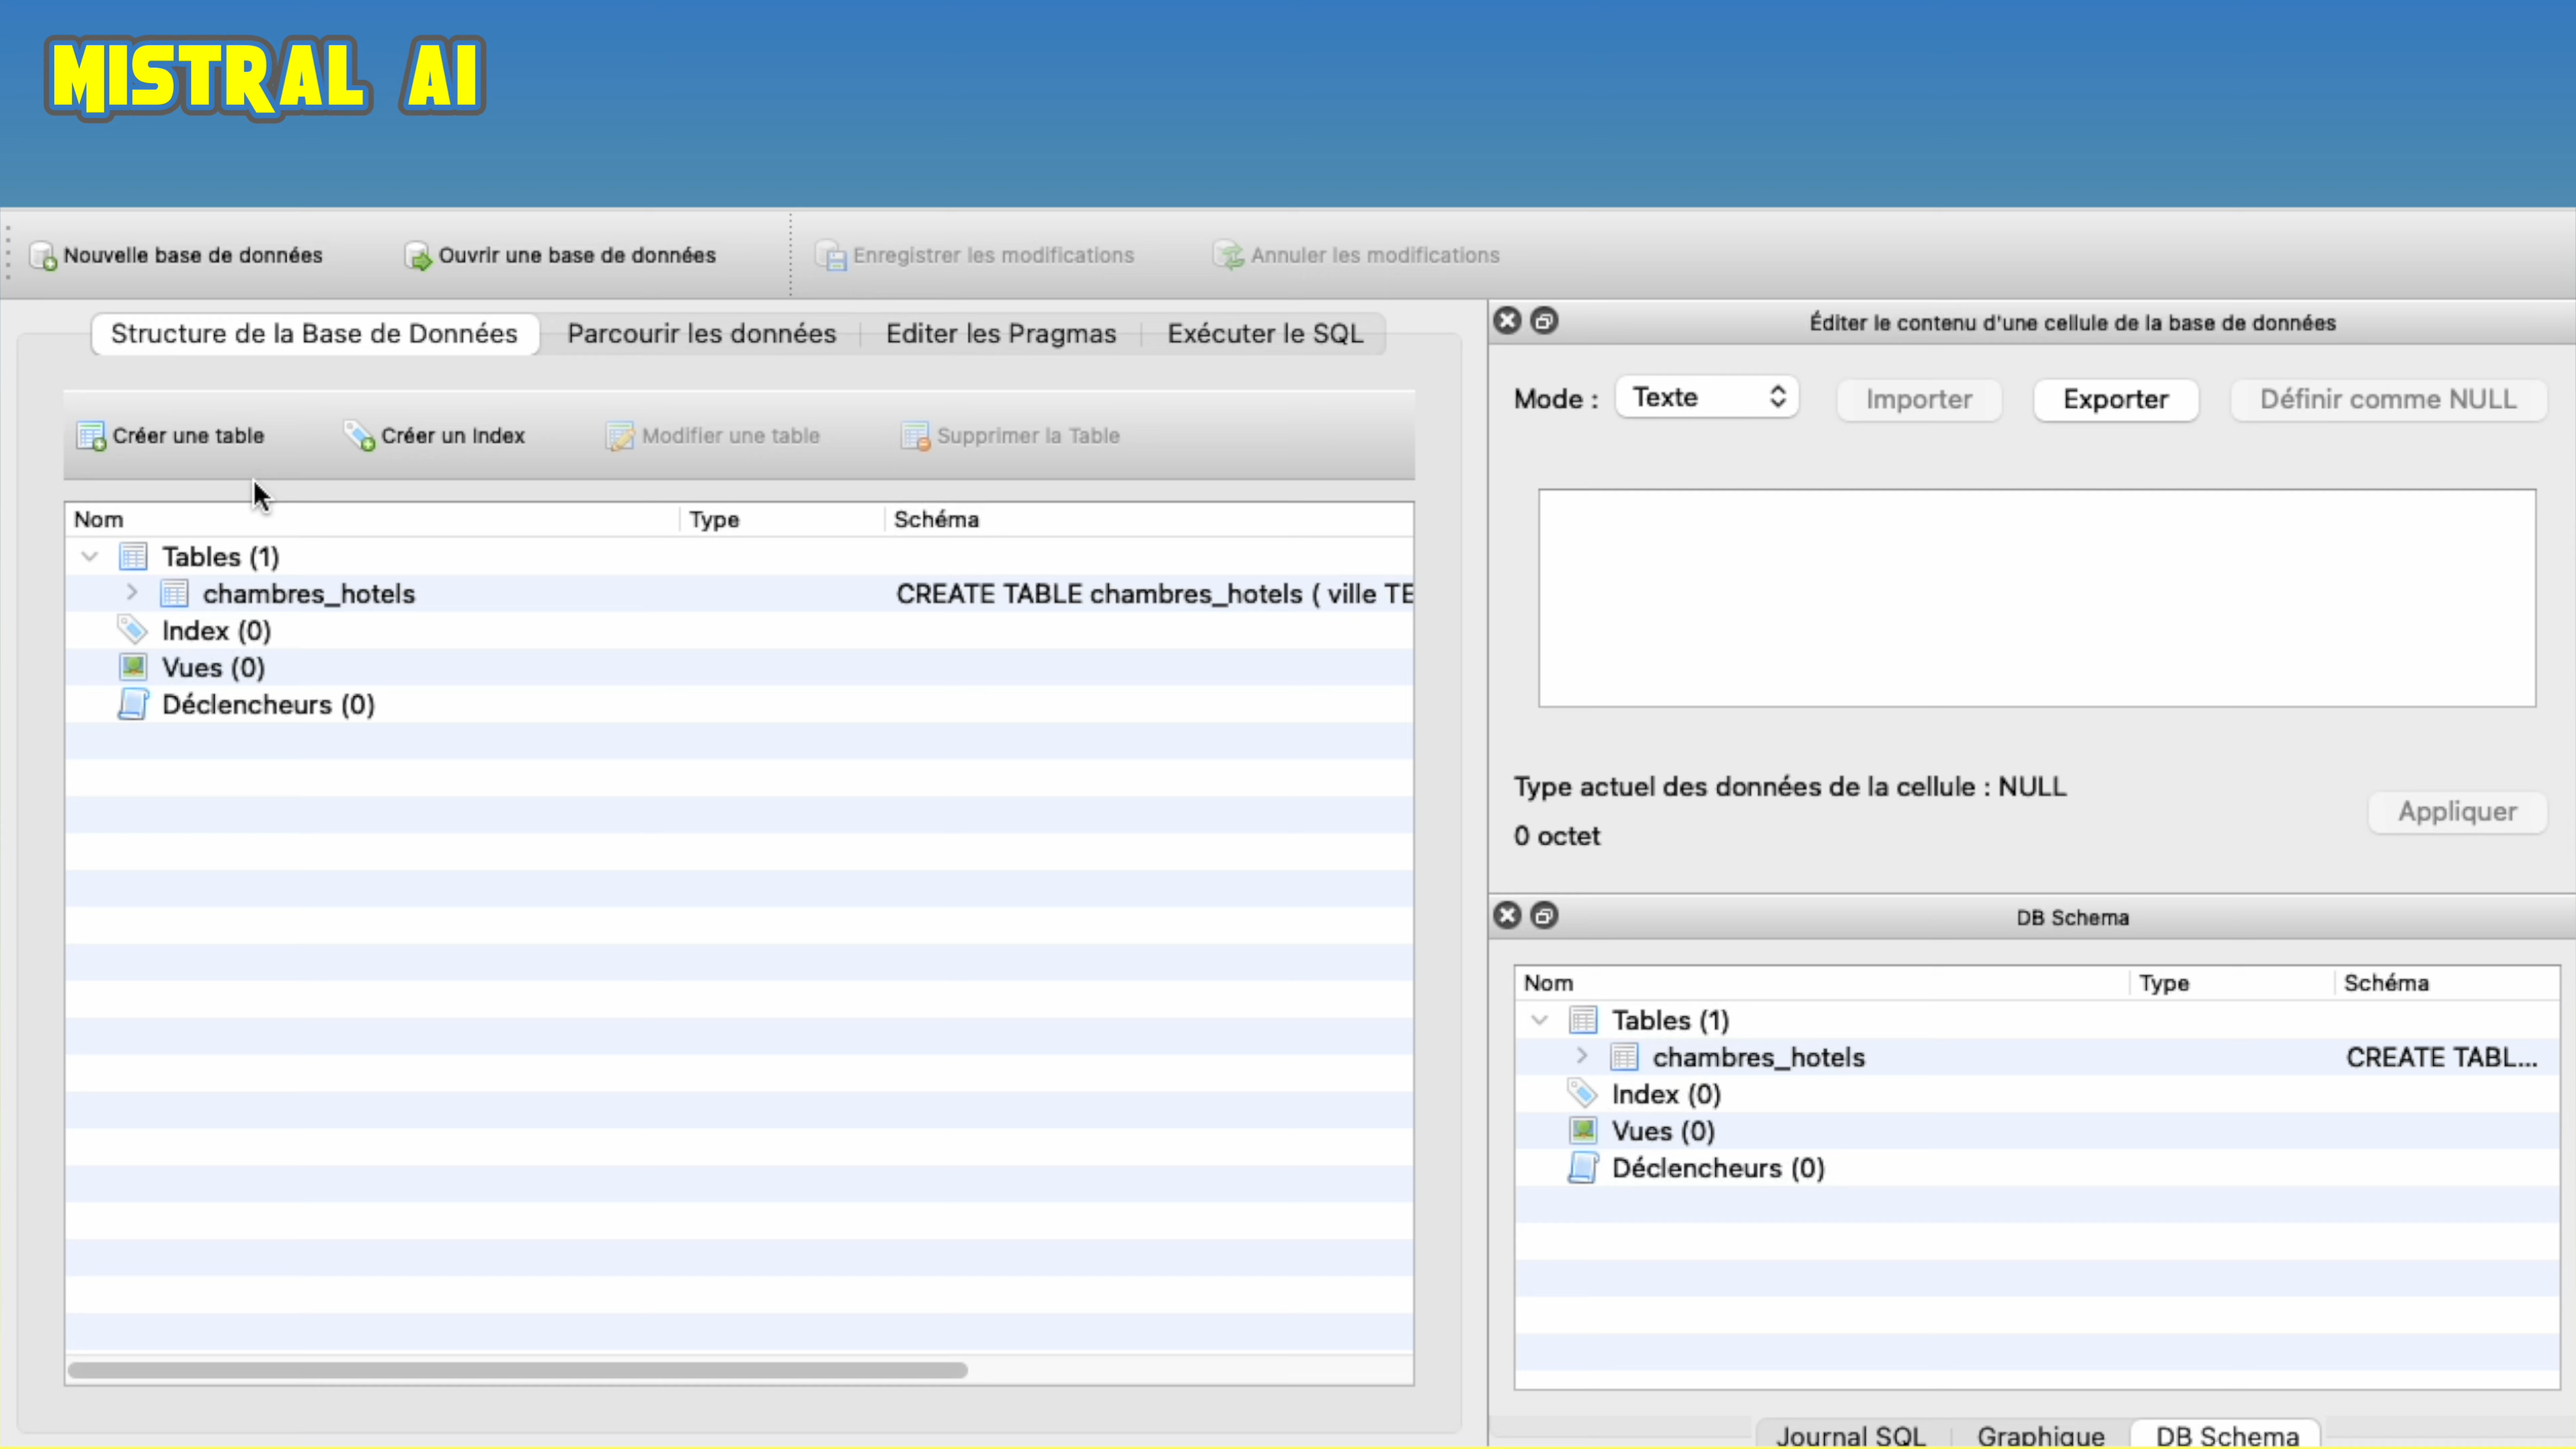 MISTRAL AI
Nouvelle base de données Ouvrir une base de données Enregistrer les modifications Annuler les modifications
Structure de la Base de Données Parcourir les données Editer les Pragmas Exécuter le SQL
Créer une table Créer un Index Modifier une table Supprimer la Table
Nom Type Schéma
Tables (1)
chambres_hotels CREATE TABLE chambres_hotels ( ville TE
Index (0)
Vues (0)
Déclencheurs (0)
Éditer le contenu d'une cellule de la base de données
Mode : Texte Importer Exporter Définir comme NULL
Type actuel des données de la cellule : NULL
0 octet
Appliquer
DB Schema
Nom Type Schéma
Tables (1)
chambres_hotels CREATE TABL...
Index (0)
Vues (0)
Déclencheurs (0)
Journal SQL Graphique DB Schema